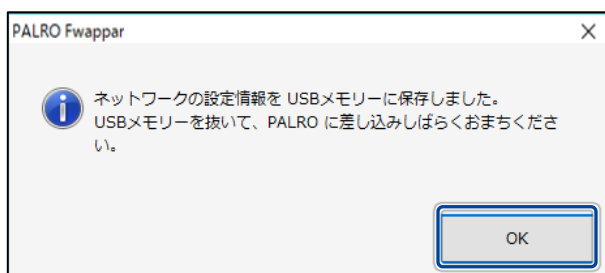 PALRO Fwappar
ネットワークの設定情報を USBメモリーに保存しました。
USBメモリーを抜いて、PALRO に差し込みしばらくおまちくださ
い。
OK